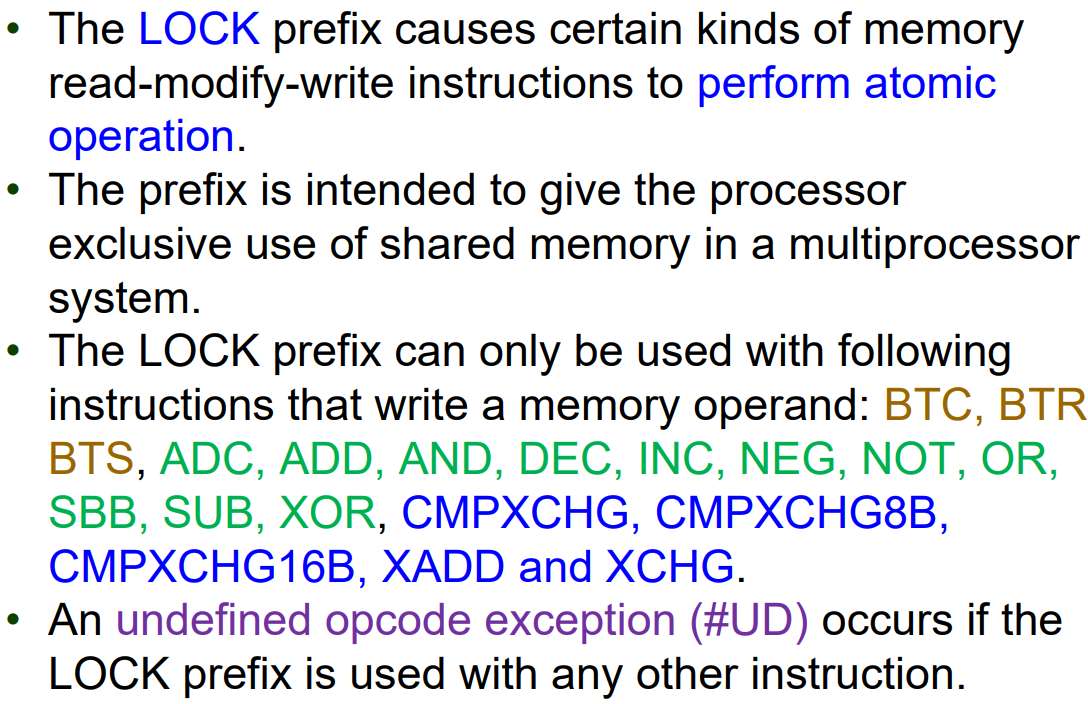 • The LOCK prefix causes certain kinds of memory
read-modify-write instructions to perform atomic
operation.
• The prefix is intended to give the processor
exclusive use of shared memory in a multiprocessor
system.
• The LOCK prefix can only be used with following
instructions that write a memory operand: BTC, BTR
BTS, ADC, ADD, AND, DEC, INC, NEG, NOT, OR,
SBB, SUB, XOR, CMPXCHG, CMPXCHG8B,
CMPXCHG16B, XADD and XCHG.
• An undefined opcode exception (#UD) occurs if the
LOCK prefix is used with any other instruction.